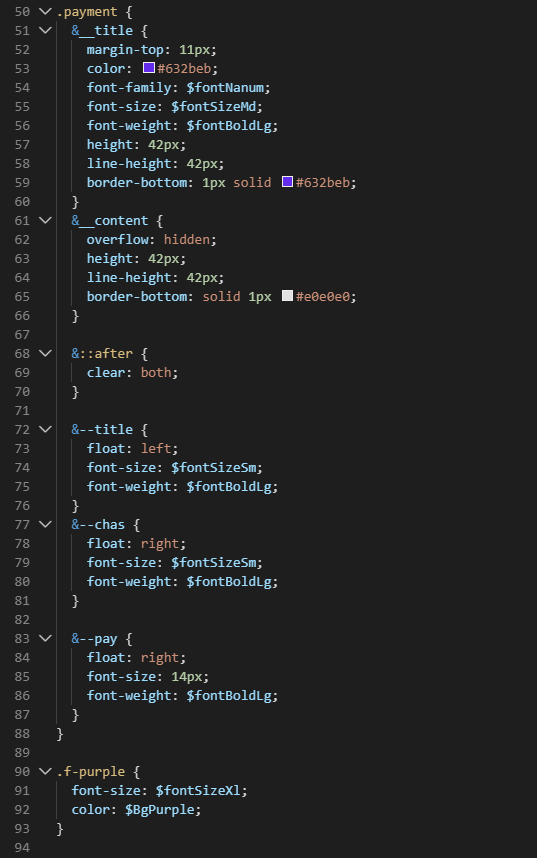 50 .payment {
51 &__title {
52 margin-top: 11px;
53 color: #632beb;
54 font-family: $fontNanum;
55 font-size: $fontSizeMd;
56 font-weight: $fontBoldLg;
57 height: 42px;
58 line-height: 42px;
59 border-bottom: 1px solid #632beb;
60 }
61 &__content {
62 overflow: hidden;
63 height: 42px;
64 line-height: 42px;
65 border-bottom: solid 1px #e0e0e0;
66 }
67
68 &::after {
69 clear: both;
70 }
71
72 &--title {
73 float: left;
74 font-size: $fontSizeSm;
75 font-weight: $fontBoldLg;
76 }
77 &--chas {
78 float: right;
79 font-size: $fontSizeSm;
80 font-weight: $fontBoldLg;
81 }
82
83 &--pay {
84 float: right;
85 font-size: 14px;
86 font-weight: $fontBoldLg;
87 }
88 }
89
90 .f-purple {
91 font-size: $fontSizeXl;
92 color: $BgPurple;
93 }
94